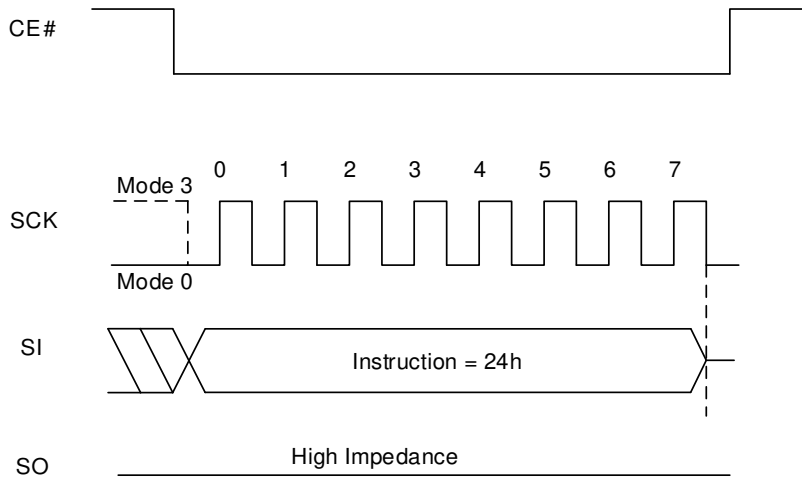 CE#
0 1 2 3 4 5 6 7
Mode 3
SCK
Mode 0
SI
Instruction = 24h
SO
High Impedance